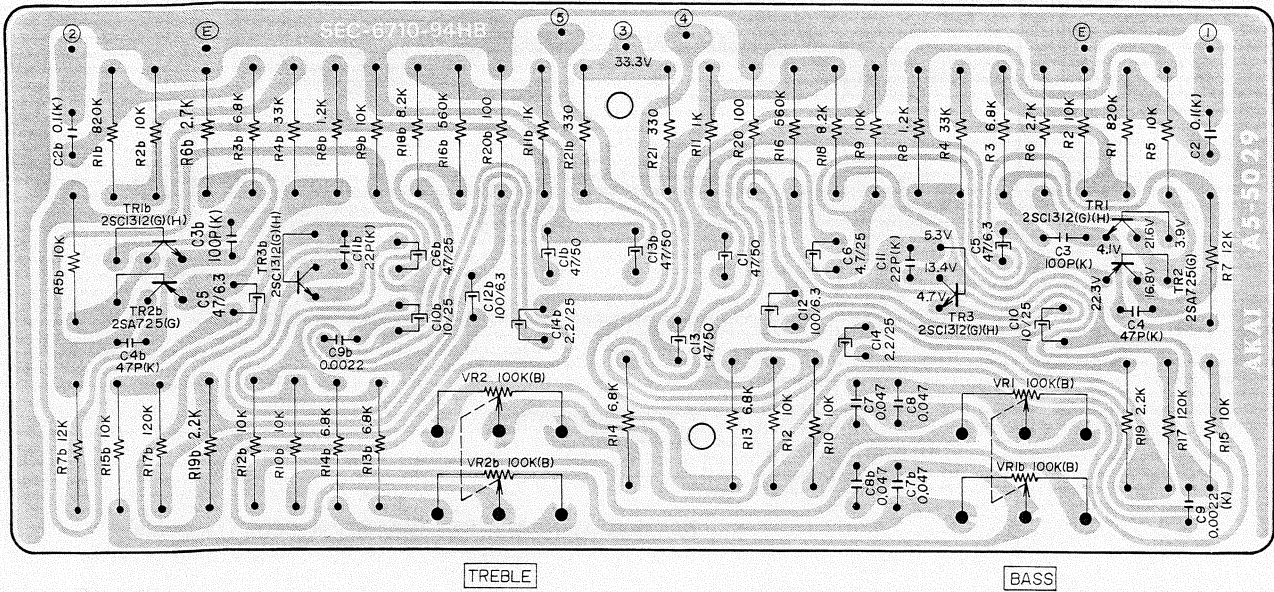 SEC-6710-94HB
2
E
5
3
4
E
1
33.3V
C2b 0.1(K)
R1b 820K
R2b 10K
R6b 2.7K
R3b 6.8K
R4b 33K
R8b 1.2K
R9b 10K
R18b 8.2K
R16b 560K
R20b 100
R11b 1K
R21b 330
R21 330
R11 1K
R20 100
R16 560K
R18 8.2K
R9 10K
R8 1.2K
R4 33K
R3 6.8K
R6 2.7K
R2 10K
R1 820K
R5 10K
C2 0.1(K)
AKAI A3-5029
R5b 10K
TR1b
2SC1312(G)(H)
TR2b
2SA725(G)
C3b
100P(K)
C5
47/6.3
TR3b
2SC1312(G)(H)
C11b
22P(K)
C6b
47/25
C10b
10/25
C12b
100/6.3
C1b
47/50
C14b
2.2/25
C13b
47/50
C13
47/50
C1
47/50
C6
4.7/25
C12
100/6.3
C14
2.2/25
C11
22P(K)
5.3V
13.4V
4.7V
TR3
2SC1312(G)(H)
C5
47/6.3
C10
10/25
TR1
2SC1312(G)(H)
C3
100P(K)
4.1V
21.6V
3.9V
22.3V
16.8V
TR2
2SA725(G)
C4
47P(K)
R7 12K
C4b
47P(K)
C9b
0.0022
R7b 12K
R15b 10K
R17b 120K
R19b 2.2K
R12b 10K
R10b 10K
R14b 6.8K
R13b 6.8K
VR2 100K(B)
VR2b 100K(B)
R14 6.8K
R13 6.8K
R12 10K
R10 10K
C7
0.047
C8
0.047
C8b
0.047
C7b
0.047
VR1 100K(B)
VR1b 100K(B)
R19 2.2K
R17 120K
R15 10K
C9
0.0022
(K)
TREBLE
BASS